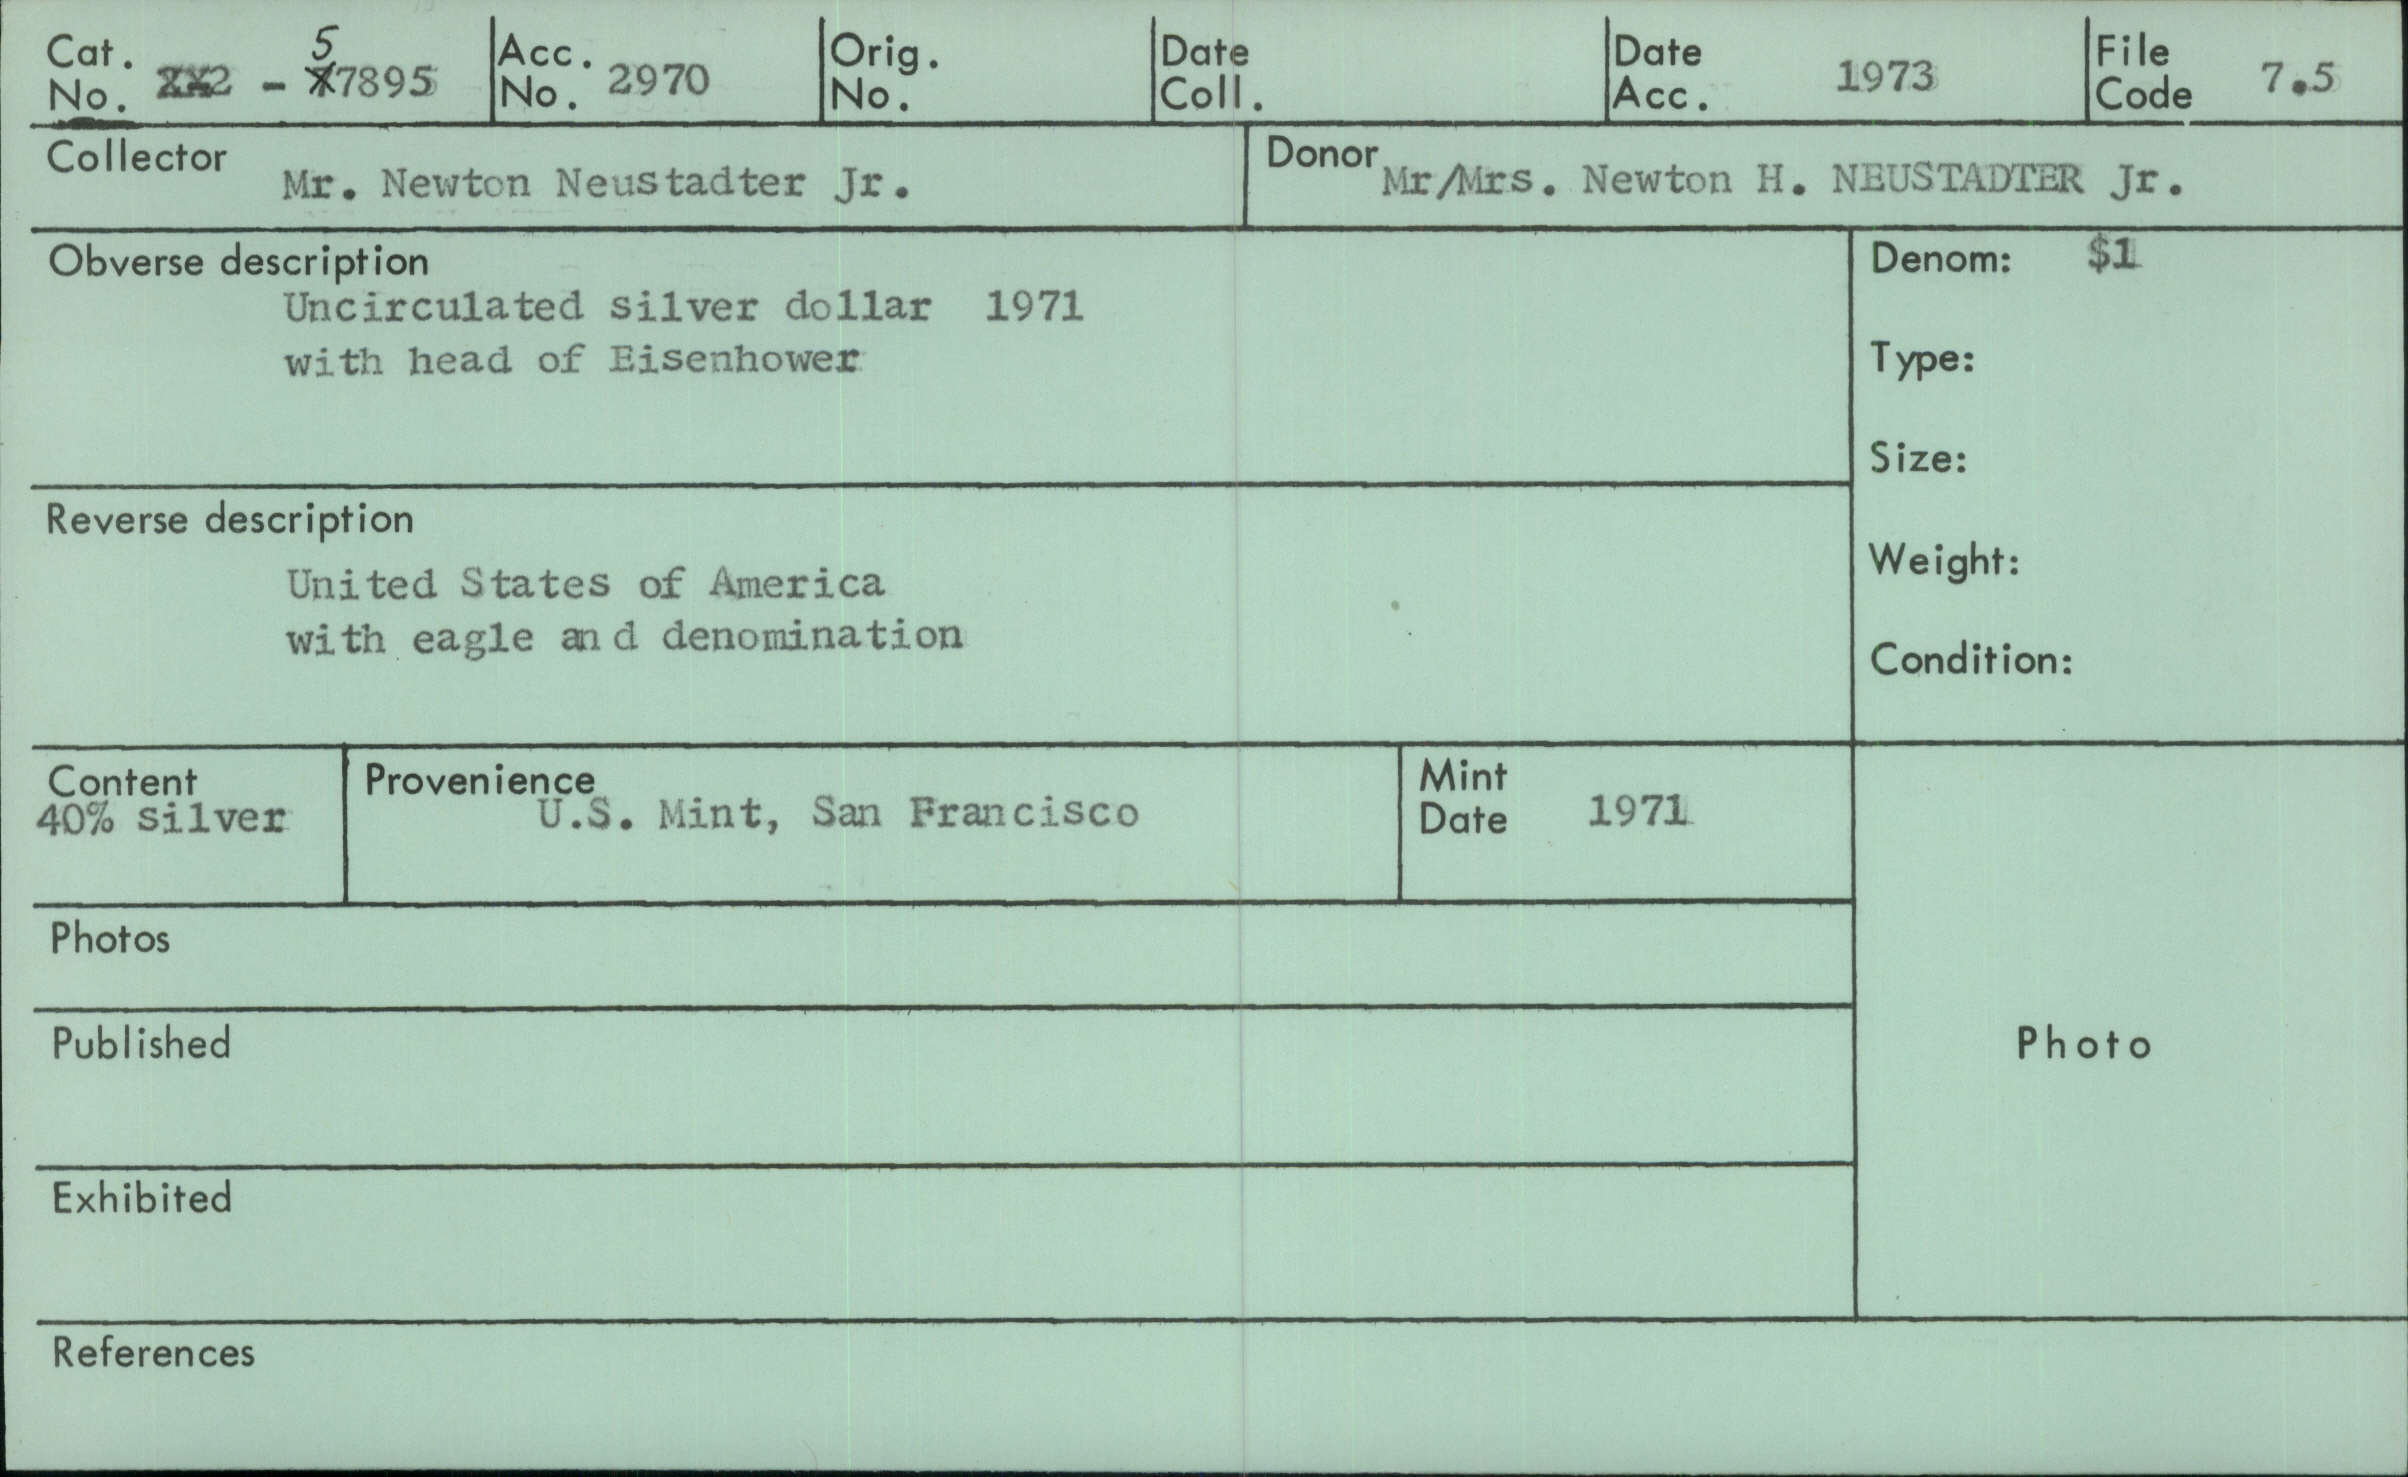 Cat. No. 2 - 57895
Acc. No. 2970
Orig. No.
Date Coll.
Date Acc. 1973
File Code 7.5
Collector Mr. Newton Neustadter Jr.
Donor Mr/Mrs. Newton H. NEUSTADTER Jr.
Obverse description
Uncirculated silver dollar 1971
with head of Eisenhower
Denom: $1
Type:
Size:
Weight:
Condition:
Reverse description
United States of America
with eagle and denomination
Content
40% silver
Provenience
U.S. Mint, San Francisco
Mint Date 1971
Photos
Published
Photo
Exhibited
References